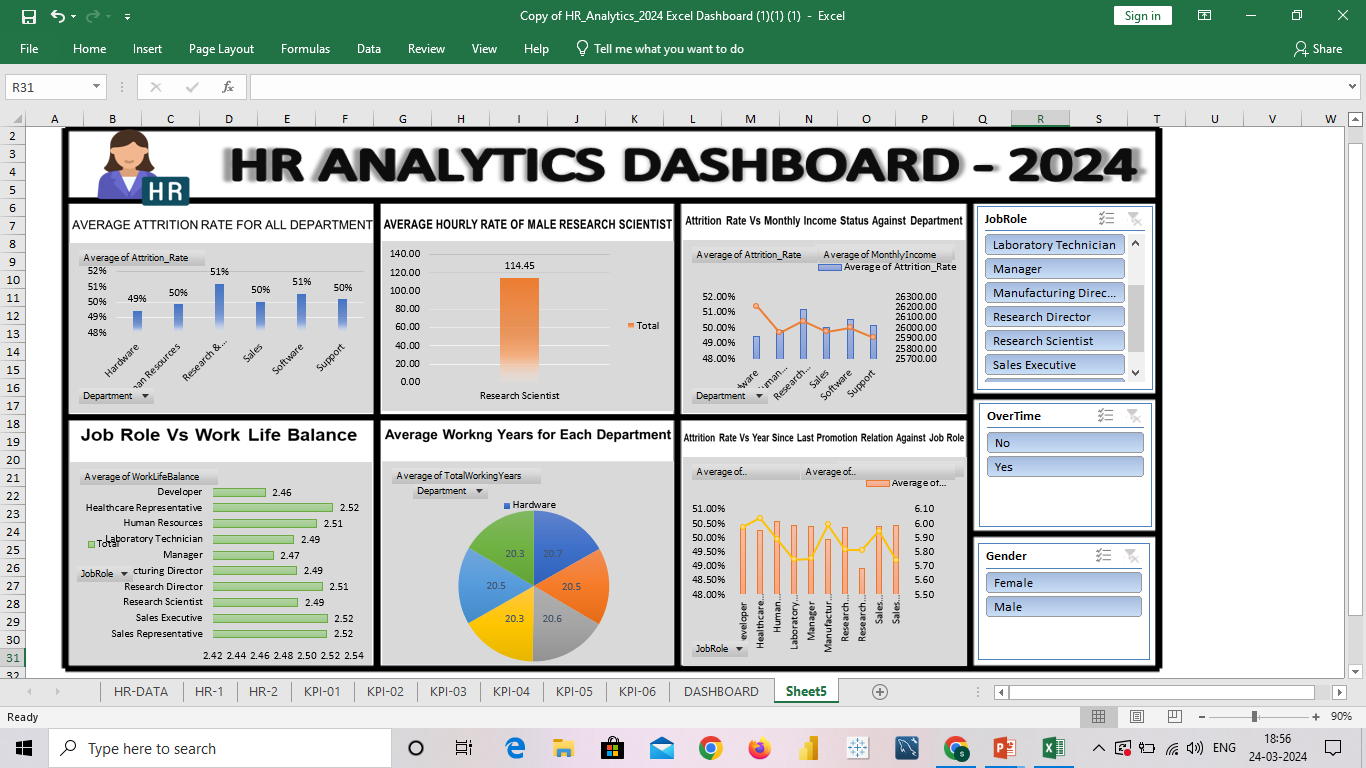 Copy of HR_Analytics_2024 Excel Dashboard (1)(1) (1) - Excel
Sign in
File Home Insert Page Layout Formulas Data Review View Help Tell me what you want to do Share
R31 fx
A B C D E F G H I J K L M N O P Q R S T U V W
2
3
4
5
6
7
8
9
10
11
12
13
14
15
16
17
18
19
20
21
22
23
24
25
26
27
28
29
30
31
32
HR
HR ANALYTICS DASHBOARD - 2024
AVERAGE ATTRITION RATE FOR ALL DEPARTMENT
Average of Attrition_Rate
52%
51%
51%
50%
49%
48%
49% 50% 51% 50% 51% 50%
Hardware
an Resources
Research &...
Sales
Software
Support
Department
AVERAGE HOURLY RATE OF MALE RESEARCH SCIENTIST
140.00
120.00
100.00
80.00
60.00
40.00
20.00
0.00
114.45
Total
Research Scientist
Attrition Rate Vs Monthly Income Status Against Department
Average of Attrition_Rate Average of MonthlyIncome
Average of Attrition_Rate
52.00%
51.00%
50.00%
49.00%
48.00%
26300.00
26200.00
26100.00
26000.00
25900.00
25800.00
25700.00
dware
Human...
Research...
Sales
Software
Support
Department
JobRole
Laboratory Technician
Manager
Manufacturing Direc...
Research Director
Research Scientist
Sales Executive
OverTime
No
Yes
Gender
Female
Male
Job Role Vs Work Life Balance
Average of WorkLifeBalance
Developer 2.46
Healthcare Representative 2.52
Human Resources 2.51
Laboratory Technician 2.49
Total
Manager 2.47
JobRole
cturing Director 2.49
Research Director 2.51
Research Scientist 2.49
Sales Executive 2.52
Sales Representative 2.52
2.42 2.44 2.46 2.48 2.50 2.52 2.54
Average Workng Years for Each Department
Average of TotalWorkingYears
Department
Hardware
20.3 20.7
20.5 20.5
20.3 20.6
Attrition Rate Vs Year Since Last Promotion Relation Against Job Role
Average of.. Average of..
Average of...
51.00%
50.50%
50.00%
49.50%
49.00%
48.50%
48.00%
6.10
6.00
5.90
5.80
5.70
5.60
5.50
eveloper
Healthcare...
Human...
Laboratory...
Manager
Manufactur...
Research...
Research...
Sales...
Sales...
JobRole
HR-DATA HR-1 HR-2 KPI-01 KPI-02 KPI-03 KPI-04 KPI-05 KPI-06 DASHBOARD Sheet5
Ready 90%
Type here to search
ENG
18:56
24-03-2024